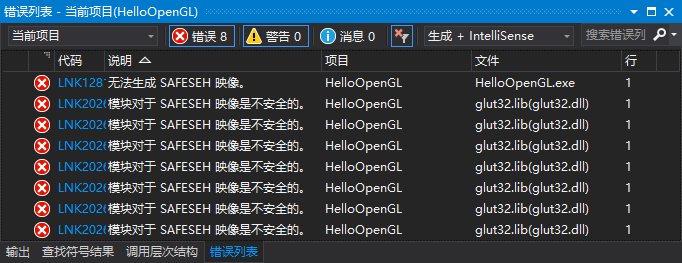 错误列表 - 当前项目(HelloOpenGL)
当前项目 错误 8 警告 0 消息 0 生成 + IntelliSense 搜索错误列
代码 说明 项目 文件 行
LNK128 无法生成 SAFESEH 映像。 HelloOpenGL HelloOpenGL.exe 1
LNK202 模块对于 SAFESEH 映像是不安全的。 HelloOpenGL glut32.lib(glut32.dll) 1
LNK202 模块对于 SAFESEH 映像是不安全的。 HelloOpenGL glut32.lib(glut32.dll) 1
LNK202 模块对于 SAFESEH 映像是不安全的。 HelloOpenGL glut32.lib(glut32.dll) 1
LNK202 模块对于 SAFESEH 映像是不安全的。 HelloOpenGL glut32.lib(glut32.dll) 1
LNK202 模块对于 SAFESEH 映像是不安全的。 HelloOpenGL glut32.lib(glut32.dll) 1
LNK202 模块对于 SAFESEH 映像是不安全的。 HelloOpenGL glut32.lib(glut32.dll) 1
LNK202 模块对于 SAFESEH 映像是不安全的。 HelloOpenGL glut32.lib(glut32.dll) 1
输出 查找符号结果 调用层次结构 错误列表